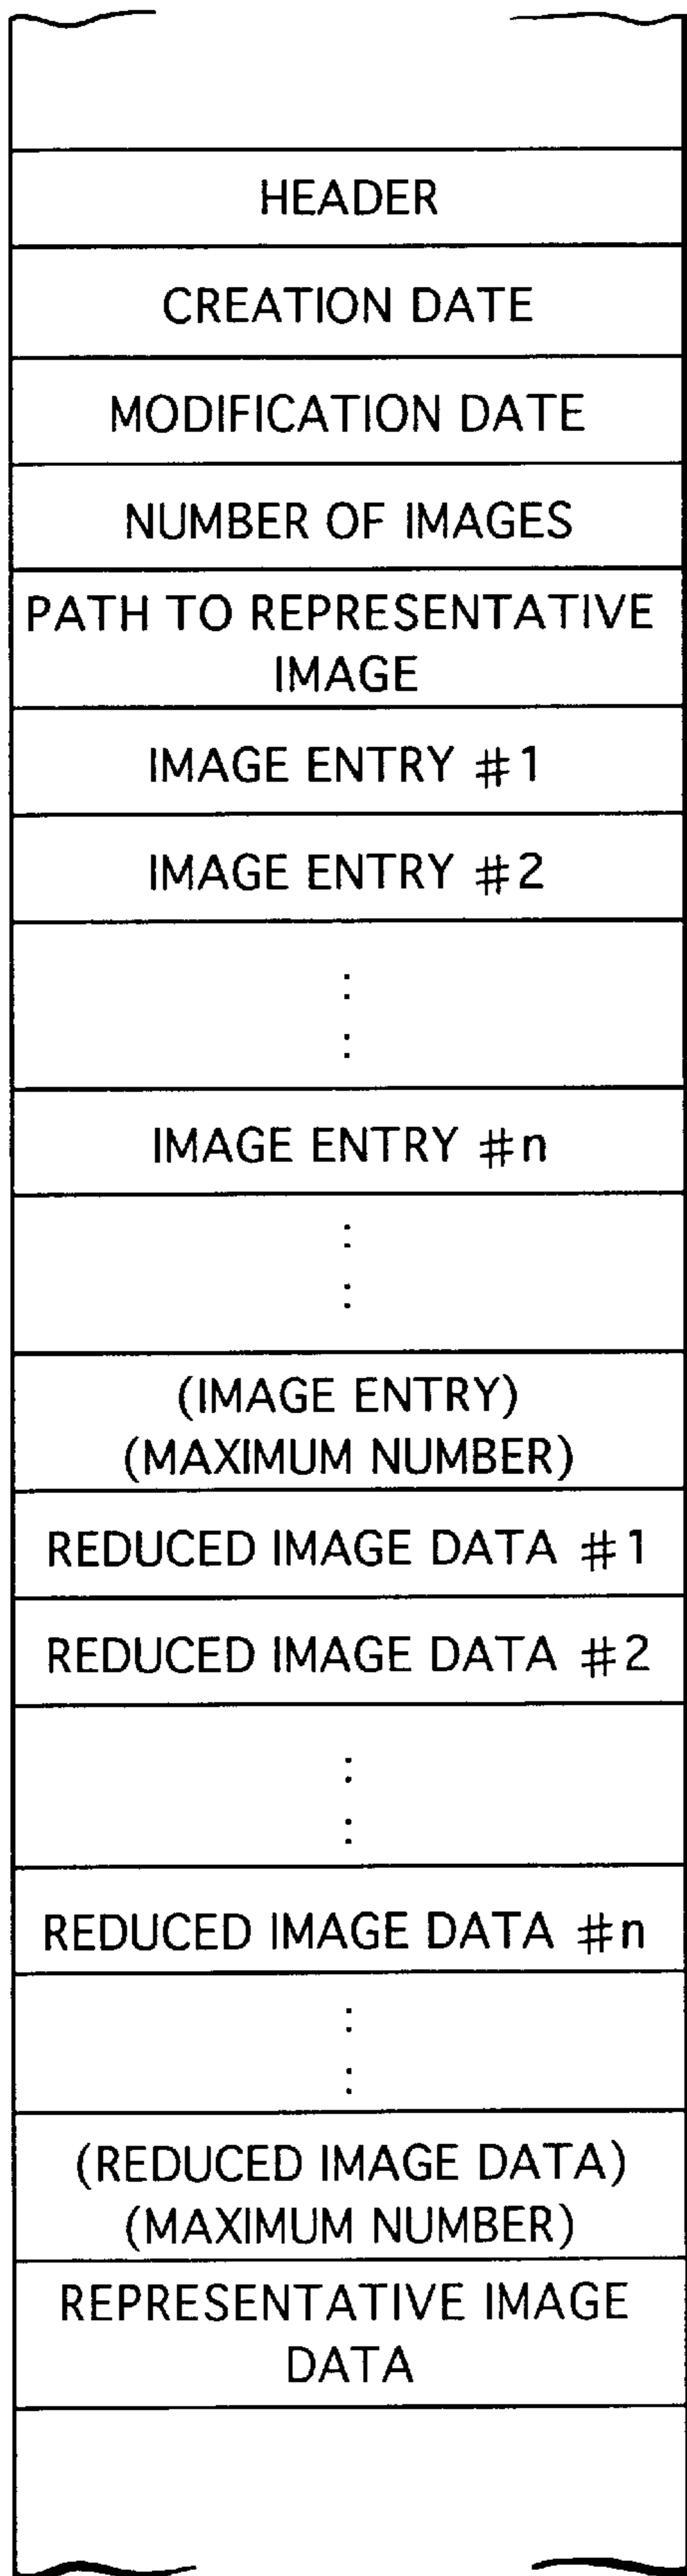 HEADER
CREATION DATE
MODIFICATION DATE
NUMBER OF IMAGES
PATH TO REPRESENTATIVE
IMAGE
IMAGE ENTRY #1
IMAGE ENTRY #2
:
:
IMAGE ENTRY #n
:
:
(IMAGE ENTRY)
(MAXIMUM NUMBER)
REDUCED IMAGE DATA #1
REDUCED IMAGE DATA #2
:
:
REDUCED IMAGE DATA #n
:
:
(REDUCED IMAGE DATA)
(MAXIMUM NUMBER)
REPRESENTATIVE IMAGE
DATA